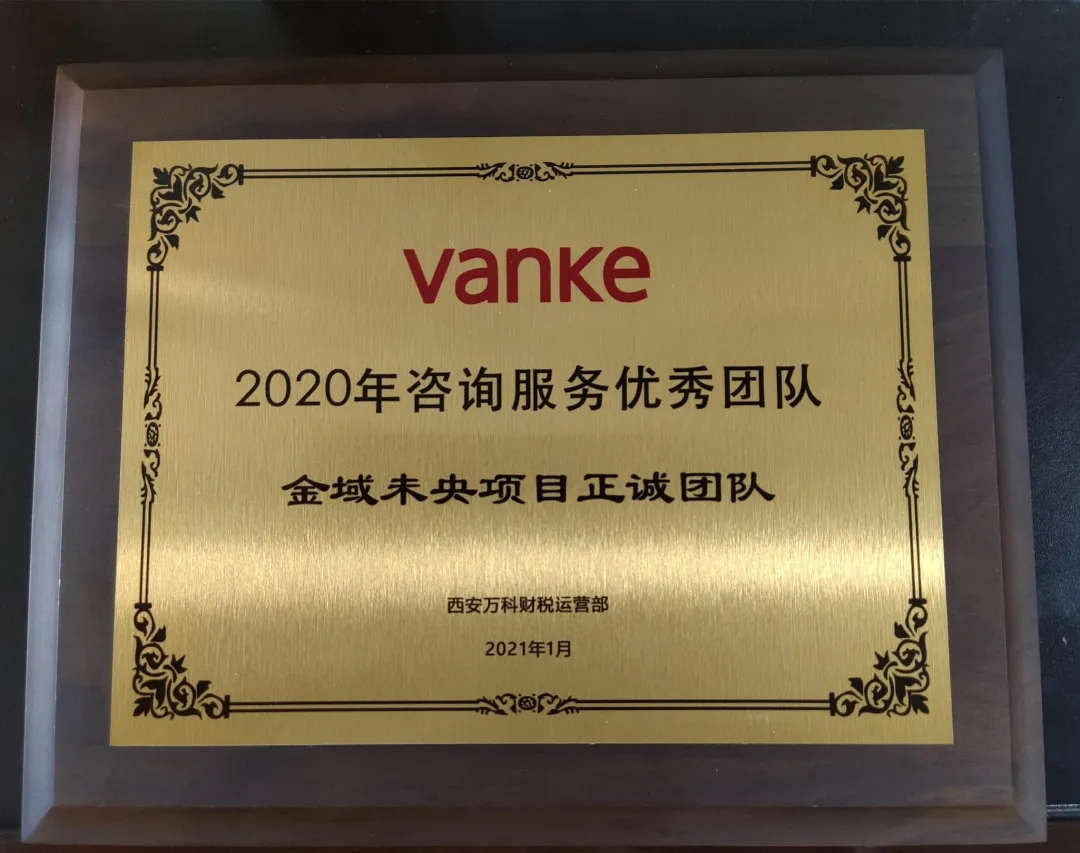 vanke
2020年咨询服务优秀团队
金域未央项目正诚团队
西安万科财税运营部
2021年1月